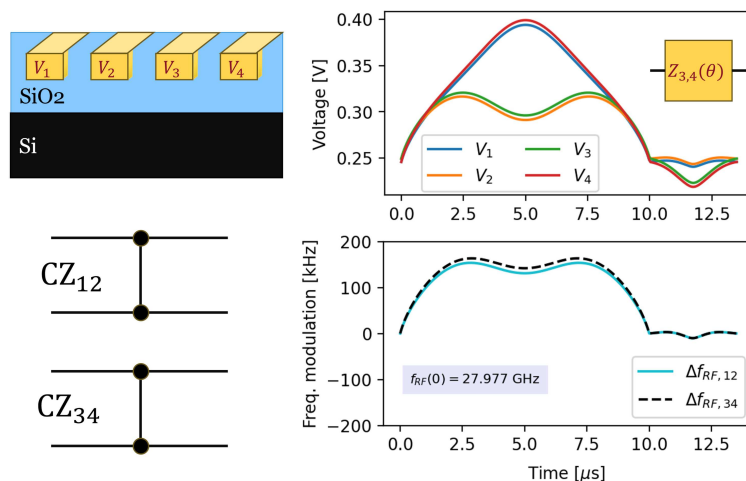 V1 V2 V3 V4
SiO2
Si
CZ12
CZ34
Voltage [V]
0.40
0.35
0.30
0.25
Z3,4(θ)
V1 V3
V2 V4
0.0 2.5 5.0 7.5 10.0 12.5
Freq. modulation [kHz]
200
100
0
−100
−200
fRF(0) = 27.977 GHz
ΔfRF, 12
ΔfRF, 34
0.0 2.5 5.0 7.5 10.0 12.5
Time [μs]